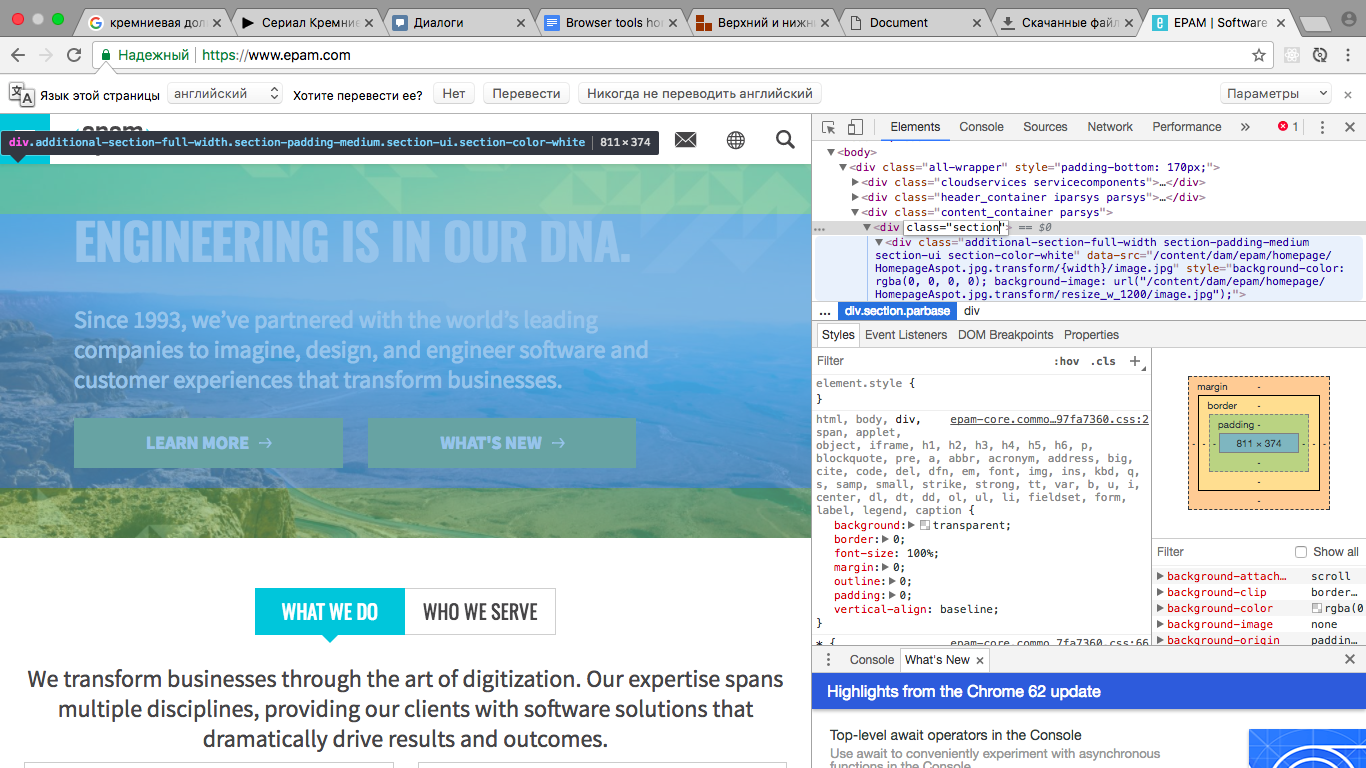 кремниевая дол
Сериал Кремние
Диалоги
Browser tools ho
Верхний и нижн
Document
Скачанные файл
EPAM | Software
Надежный
https://www.epam.com
Язык этой страницы
английский
Хотите перевести ее?
Нет
Перевести
Никогда не переводить английский
Параметры
div.additional-section-full-width.section-padding-medium.section-ui.section-color-white | 811×374
ENGINEERING IS IN OUR DNA.
Since 1993, we've partnered with the world's leading
companies to imagine, design, and engineer software and
customer experiences that transform businesses.
LEARN MORE →
WHAT'S NEW →
WHAT WE DO
WHO WE SERVE
We transform businesses through the art of digitization. Our expertise spans
multiple disciplines, providing our clients with software solutions that
dramatically drive results and outcomes.
Elements
Console
Sources
Network
Performance
»
1
▼<body>
▼<div class="all-wrapper" style="padding-bottom: 170px;">
▶<div class="cloudservices servicecomponents">…</div>
▶<div class="header_container iparsys parsys">…</div>
▼<div class="content_container parsys">
… ▼<div class="section"> == $0
▼<div class="additional-section-full-width section-padding-medium
section-ui section-color-white" data-src="/content/dam/epam/homepage/
HomepageAspot.jpg.transform/{width}/image.jpg" style="background-color:
rgba(0, 0, 0, 0); background-image: url("/content/dam/epam/homepage/
HomepageAspot.jpg.transform/resize_w_1200/image.jpg");">
… div.section.parbase div
Styles
Event Listeners
DOM Breakpoints
Properties
Filter
:hov .cls +
element.style {
}
html, body, div, epam-core.commo…97fa7360.css:2
span, applet,
object, iframe, h1, h2, h3, h4, h5, h6, p,
blockquote, pre, a, abbr, acronym, address, big,
cite, code, del, dfn, em, font, img, ins, kbd, q,
s, samp, small, strike, strong, tt, var, b, u, i,
center, dl, dt, dd, ol, ul, li, fieldset, form,
label, legend, caption {
background:▶ transparent;
border:▶ 0;
font-size: 100%;
margin:▶ 0;
outline:▶ 0;
padding:▶ 0;
vertical-align: baseline;
}
* { epam-core.commo…7fa7360.css:66
margin -
border -
padding -
- - - 811 × 374 - - -
-
-
-
Filter
Show all
▶ background-attach… scroll
▶ background-clip border…
▶ background-color rgba(0
▶ background-image none
▶ background-origin paddin…
Console
What's New ×
Highlights from the Chrome 62 update
Top-level await operators in the Console
Use await to conveniently experiment with asynchronous
functions in the Console.